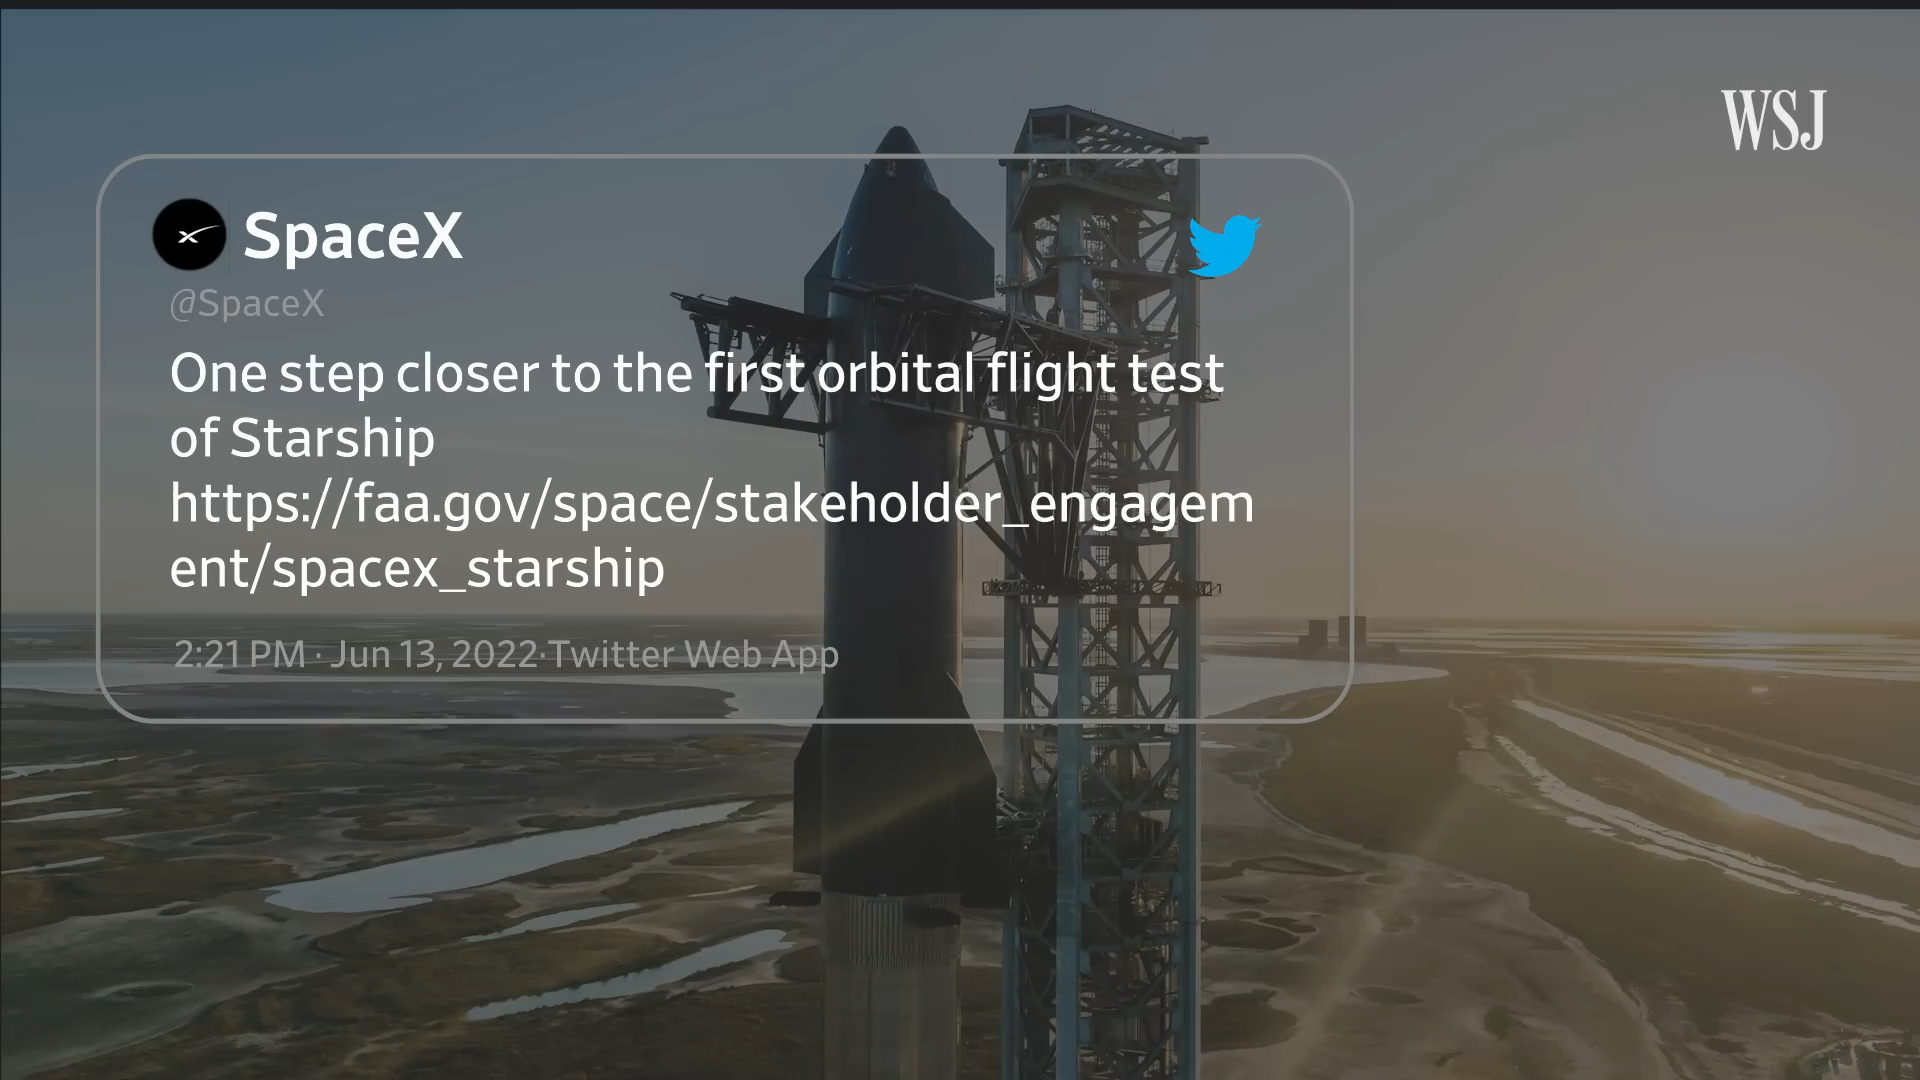 WSJ
SpaceX
@SpaceX
One step closer to the first orbital flight test
of Starship
https://faa.gov/space/stakeholder_engagem
ent/spacex_starship
2:21 PM · Jun 13, 2022·Twitter Web App